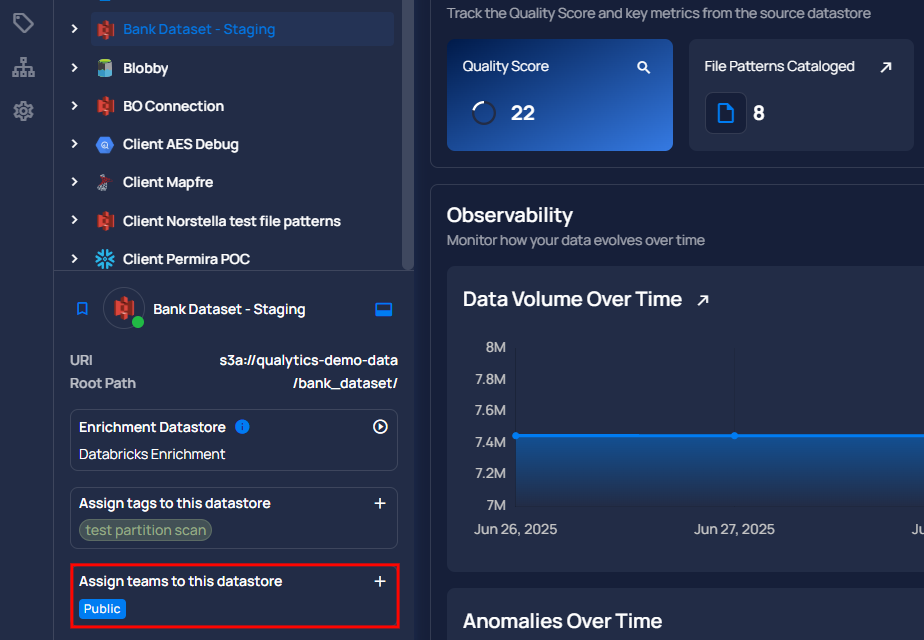 Bank Dataset - Staging
Blobby
BO Connection
Client AES Debug
Client Mapfre
Client Norstella test file patterns
Client Permira POC
Bank Dataset - Staging
URI s3a://qualytics-demo-data
Root Path /bank_dataset/
Enrichment Datastore
Databricks Enrichment
Assign tags to this datastore
test partition scan
Assign teams to this datastore
Public
Track the Quality Score and key metrics from the source datastore
Quality Score
22
File Patterns Cataloged
8
Observability
Monitor how your data evolves over time
Data Volume Over Time
8M
7.8M
7.6M
7.4M
7.2M
7M
Jun 26, 2025 Jun 27, 2025 Ju
Anomalies Over Time